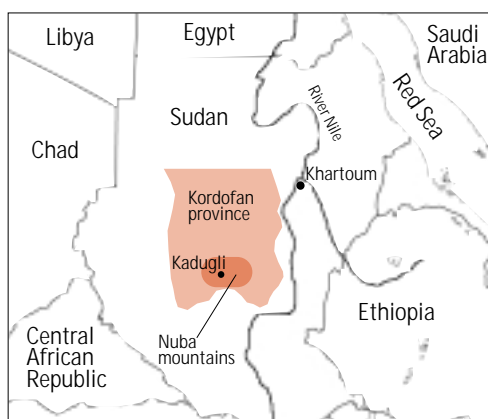 Libya
Egypt
Saudi
Arabia
Red Sea
River Nile
Sudan
Chad
Khartoum
Kordofan
province
Kadugli
Ethiopia
Central
African
Republic
Nuba
mountains